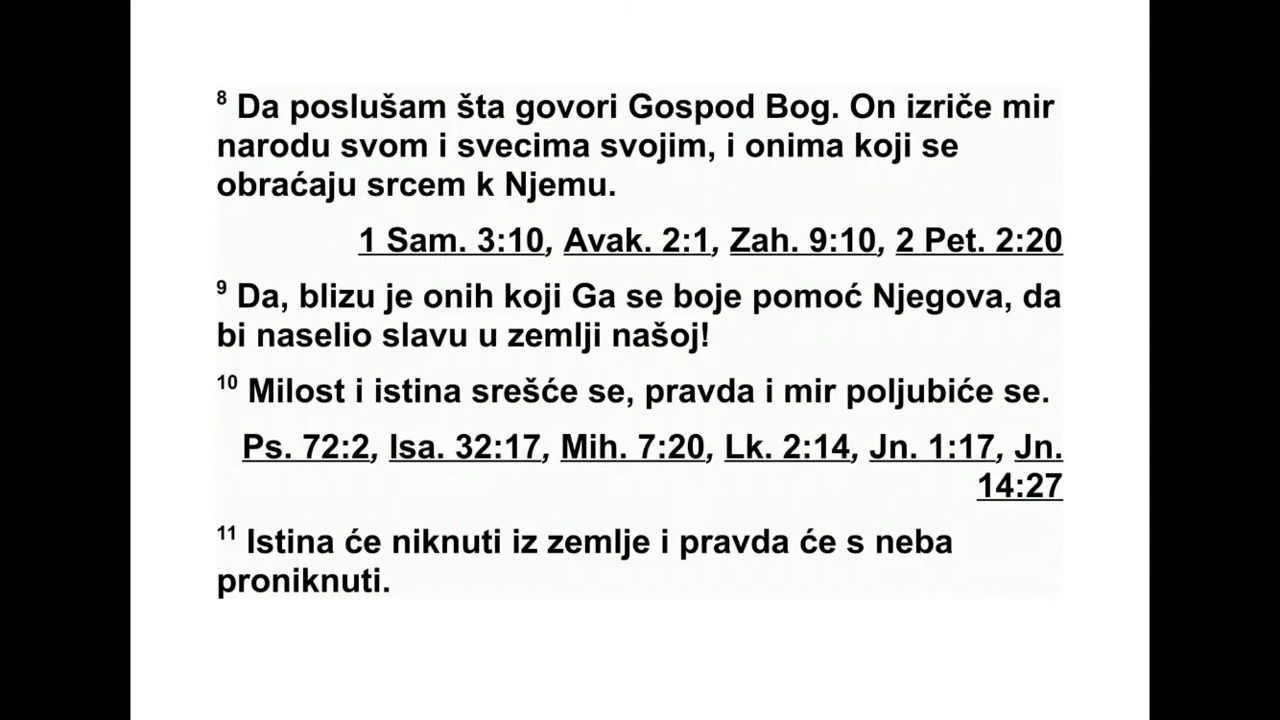 8 Da poslušam šta govori Gospod Bog. On izriče mir
narodu svom i svecima svojim, i onima koji se
obraćaju srcem k Njemu.
1 Sam. 3:10, Avak. 2:1, Zah. 9:10, 2 Pet. 2:20
9 Da, blizu je onih koji Ga se boje pomoć Njegova, da
bi naselio slavu u zemlji našoj!
10 Milost i istina srešće se, pravda i mir poljubiće se.
Ps. 72:2, Isa. 32:17, Mih. 7:20, Lk. 2:14, Jn. 1:17, Jn.
14:27
11 Istina će niknuti iz zemlje i pravda će s neba
proniknuti.